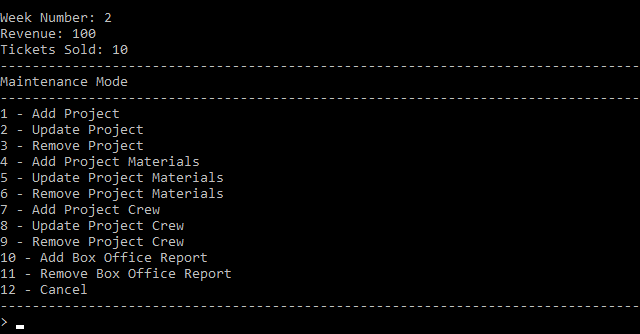 Week Number: 2
Revenue: 100
Tickets Sold: 10
--------------------------------------------------------------------------------
Maintenance Mode
--------------------------------------------------------------------------------
1 - Add Project
2 - Update Project
3 - Remove Project
4 - Add Project Materials
5 - Update Project Materials
6 - Remove Project Materials
7 - Add Project Crew
8 - Update Project Crew
9 - Remove Project Crew
10 - Add Box Office Report
11 - Remove Box Office Report
12 - Cancel
--------------------------------------------------------------------------------
> _